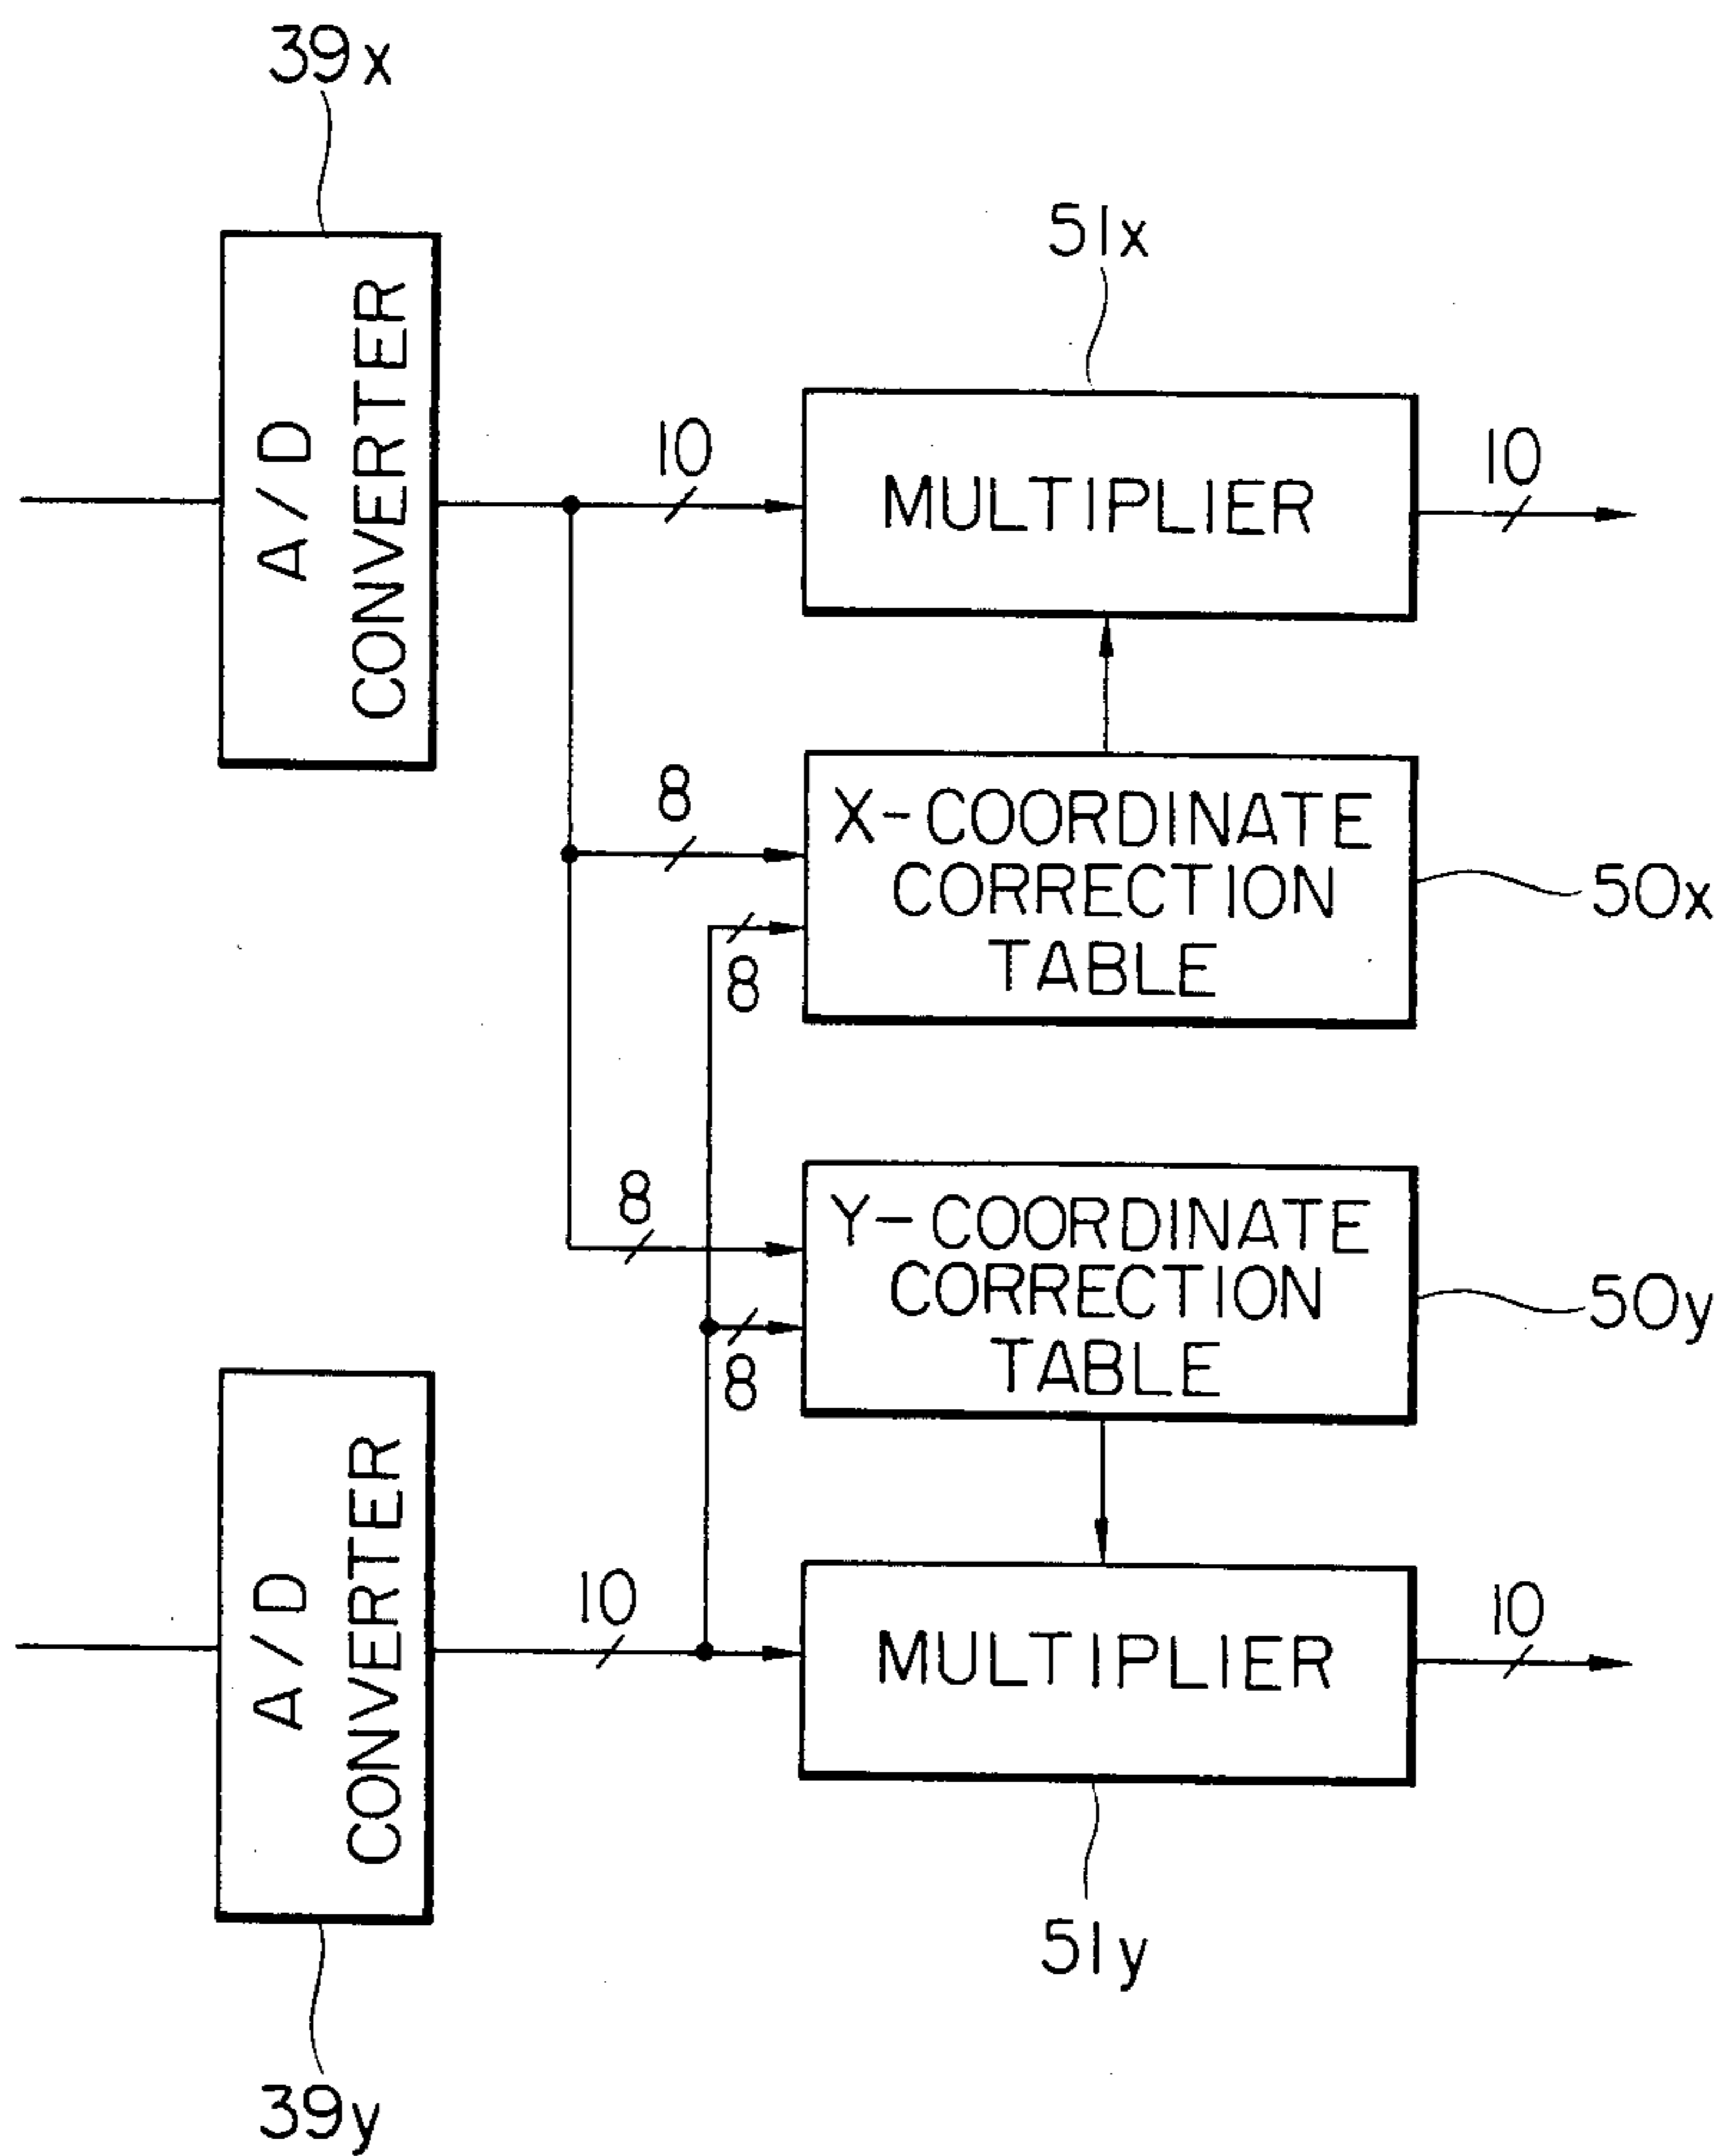 39x
51x
A/D
CONVERTER
10
MULTIPLIER
10
8
X-COORDINATE
CORRECTION
TABLE
50x
8
8
Y-COORDINATE
CORRECTION
TABLE
50y
8
A/D
CONVERTER
10
MULTIPLIER
10
51y
39y